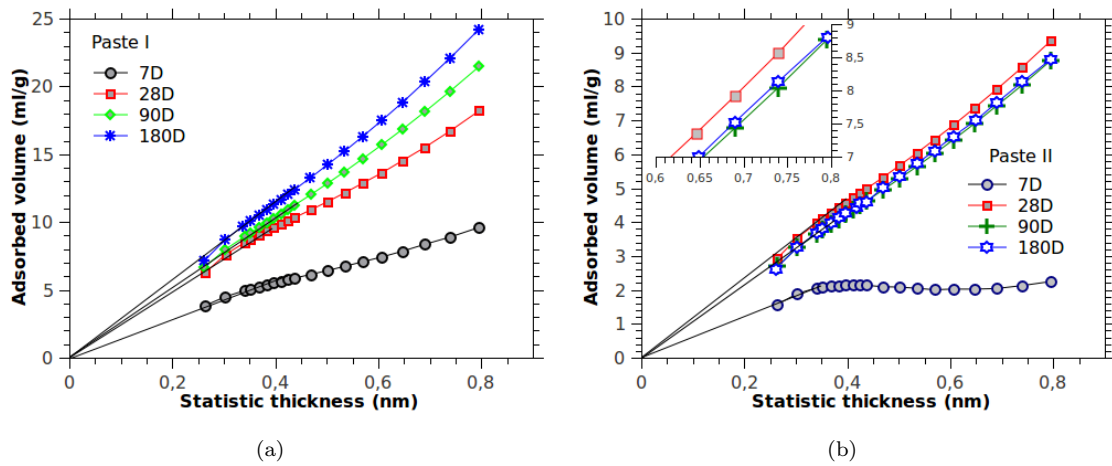 25
20
15
10
5
0
0
0,2
0,4
0,6
0,8
Adsorbed volume (ml/g)
Statistic thickness (nm)
Paste I
7D
28D
90D
180D
(a)
10
9
8
7
6
5
4
3
2
1
0
0
0,2
0,4
0,6
0,8
Adsorbed volume (ml/g)
Statistic thickness (nm)
9
8,5
8
7,5
7
0,6
0,65
0,7
0,75
0,8
Paste II
7D
28D
90D
180D
(b)